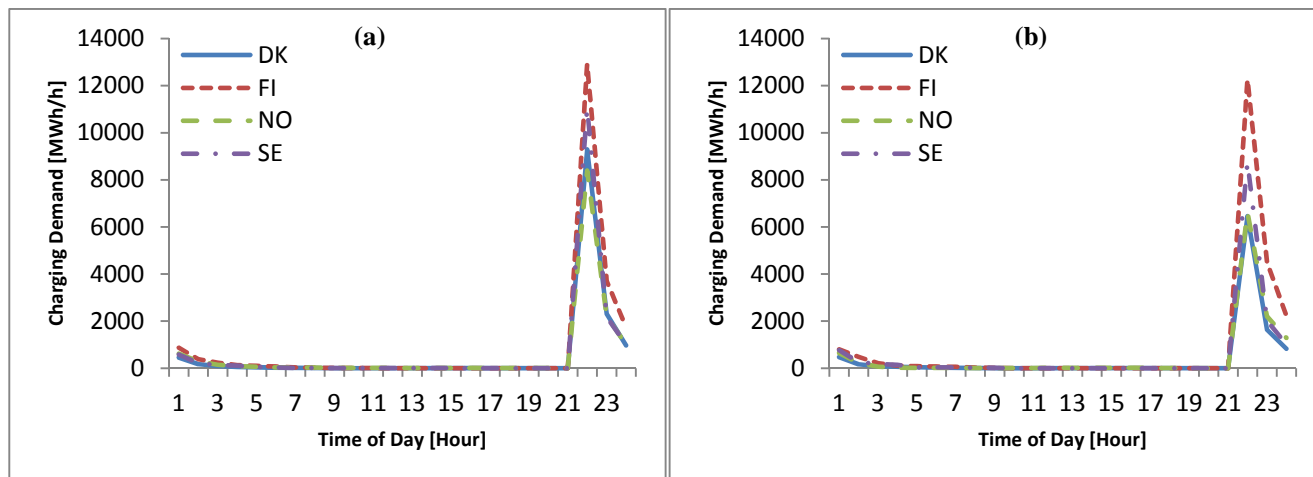 (a)
Charging Demand [MWh/h]
14000
12000
10000
8000
6000
4000
2000
0
DK
FI
NO
SE
1 3 5 7 9 11 13 15 17 19 21 23
Time of Day [Hour]
(b)
Charging Demand [MWh/h]
14000
12000
10000
8000
6000
4000
2000
0
DK
FI
NO
SE
1 3 5 7 9 11 13 15 17 19 21 23
Time of Day [Hour]